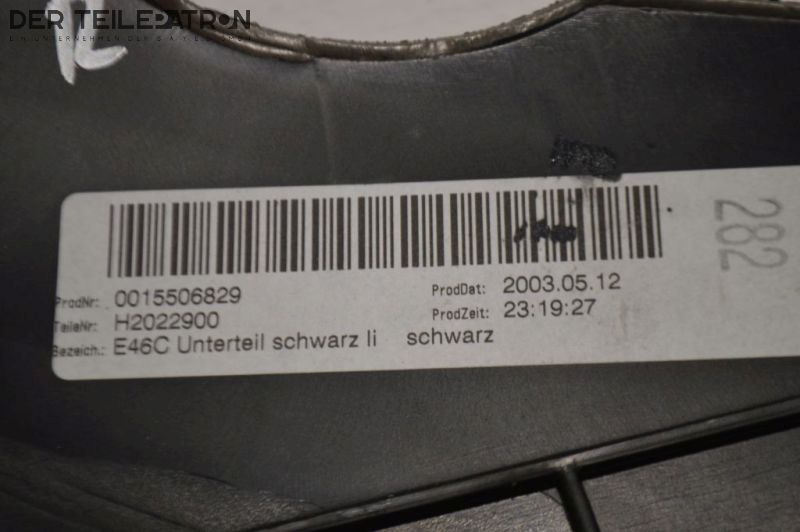 DER TEILEPATRON
ProdNr: 0015506829
TeileNr: H2022900
Bezeich.: E46C Unterteil schwarz li schwarz
ProdDat: 2003.05.12
ProdZeit: 23:19:27
282